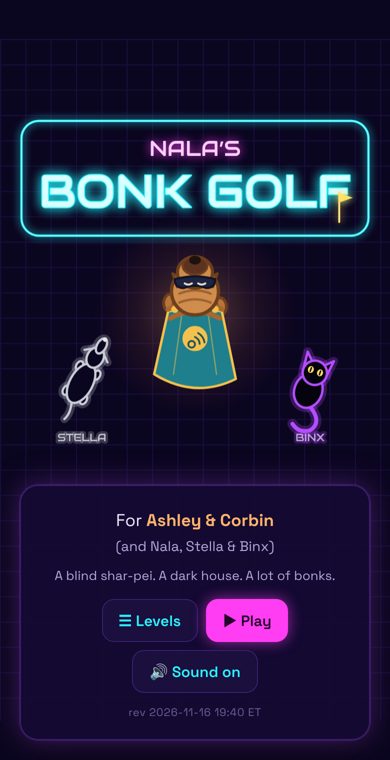 NALA'S
BONK GOLF
STELLA
BINX
For Ashley & Corbin
(and Nala, Stella & Binx)
A blind shar-pei. A dark house. A lot of bonks.
☰ Levels
▶ Play
🔊 Sound on
rev 2026-11-16 19:40 ET